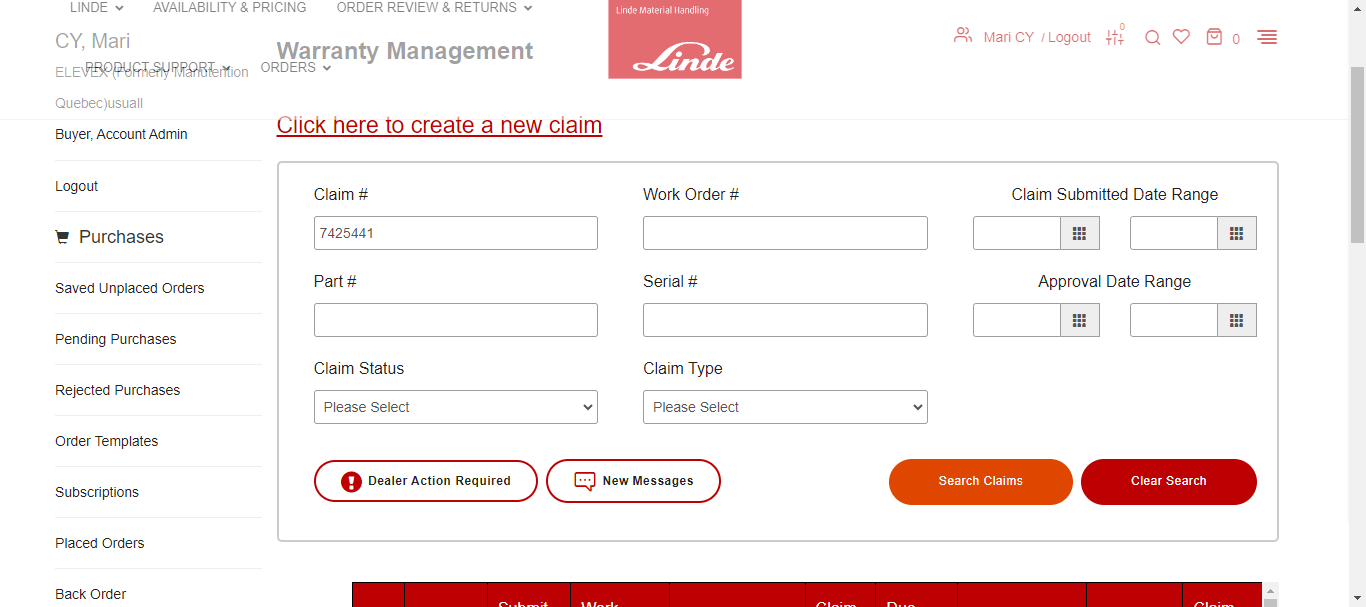 LINDE AVAILABILITY & PRICING ORDER REVIEW & RETURNS
Linde Material Handling
Linde
Mari CY / Logout 0 0
CY, Mari
Warranty Management
PRODUCT SUPPORT ORDERS
ELEVEX (Formerly Manutention
Quebec)usuall
Buyer, Account Admin
Logout
Purchases
Saved Unplaced Orders
Pending Purchases
Rejected Purchases
Order Templates
Subscriptions
Placed Orders
Back Order
Click here to create a new claim
Claim # Work Order # Claim Submitted Date Range
7425441
Part # Serial # Approval Date Range
Claim Status Claim Type
Please Select Please Select
Dealer Action Required New Messages Search Claims Clear Search
Submit Work Claim Due Claim